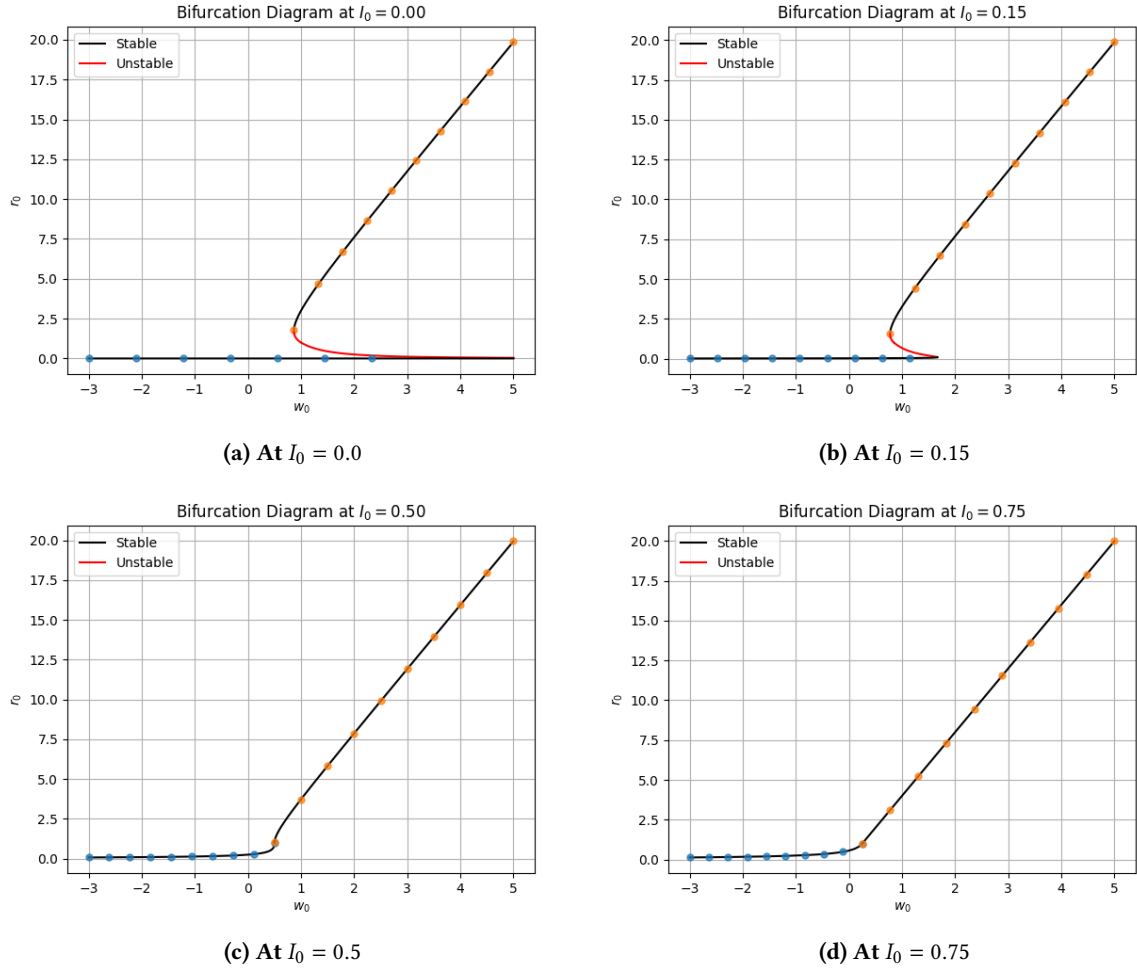 Bifurcation Diagram at I₀ = 0.00
20.0
17.5
15.0
12.5
10.0
7.5
5.0
2.5
0.0
r₀
Stable
Unstable
−3 −2 −1 0 1 2 3 4 5
w₀
(a) At I₀ = 0.0
Bifurcation Diagram at I₀ = 0.15
20.0
17.5
15.0
12.5
10.0
7.5
5.0
2.5
0.0
r₀
Stable
Unstable
−3 −2 −1 0 1 2 3 4 5
w₀
(b) At I₀ = 0.15
Bifurcation Diagram at I₀ = 0.50
20.0
17.5
15.0
12.5
10.0
7.5
5.0
2.5
0.0
r₀
Stable
Unstable
−3 −2 −1 0 1 2 3 4 5
w₀
(c) At I₀ = 0.5
Bifurcation Diagram at I₀ = 0.75
20.0
17.5
15.0
12.5
10.0
7.5
5.0
2.5
0.0
r₀
Stable
Unstable
−3 −2 −1 0 1 2 3 4 5
w₀
(d) At I₀ = 0.75